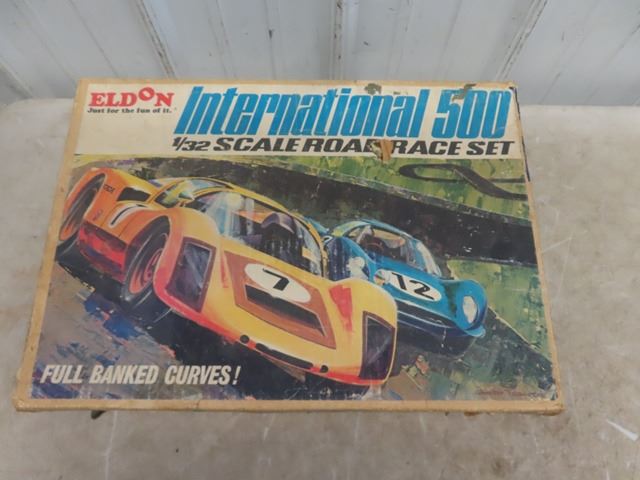 ELDON
Just for the fun of it.
International 500
1/32 SCALE ROAD RACE SET
7
12
FULL BANKED CURVES!